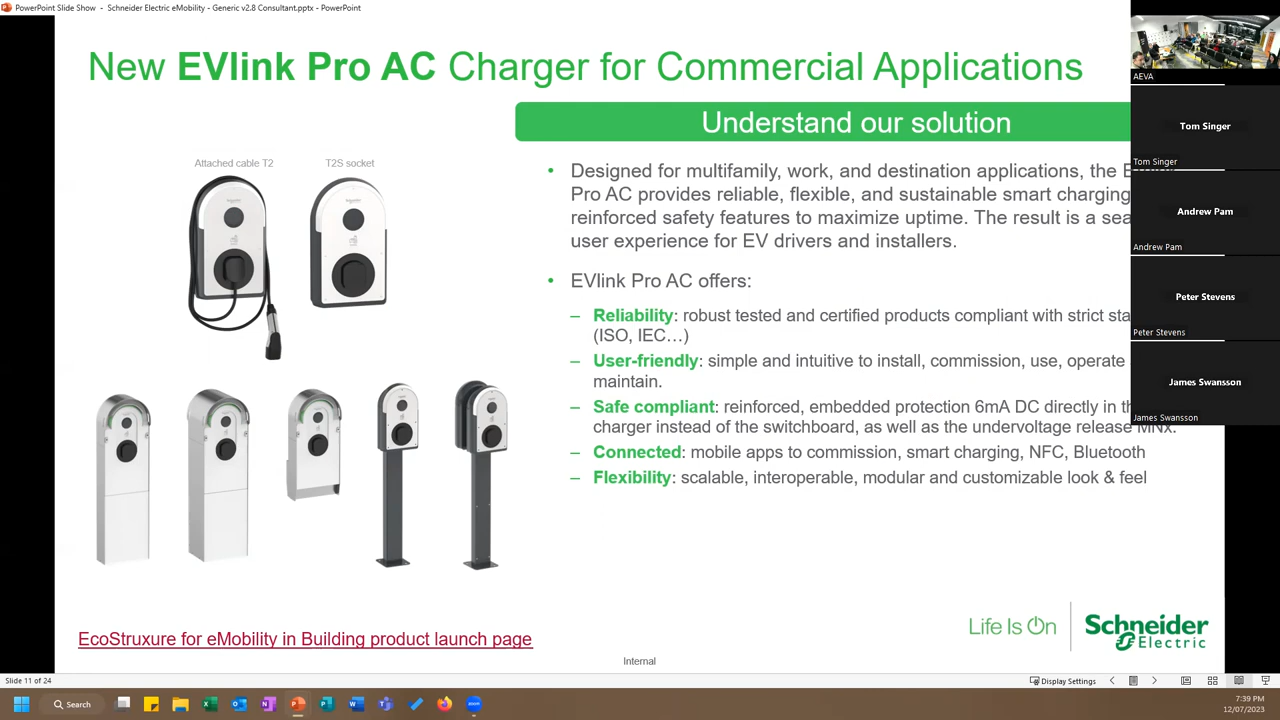 PowerPoint Slide Show - Schneider Electric eMobility - Generic v2.8 Consultant.pptx - PowerPoint
New EVlink Pro AC Charger for Commercial Applications
Understand our solution
Attached cable T2
T2S socket
• Designed for multifamily, work, and destination applications, the
Pro AC provides reliable, flexible, and sustainable smart charging
reinforced safety features to maximize uptime. The result is a
user experience for EV drivers and installers.
• EVlink Pro AC offers:
– Reliability: robust tested and certified products compliant with strict
(ISO, IEC…)
– User-friendly: simple and intuitive to install, commission, use, operate
maintain.
– Safe compliant: reinforced, embedded protection 6mA DC directly in
charger instead of the switchboard, as well as the undervoltage release MNx.
– Connected: mobile apps to commission, smart charging, NFC, Bluetooth
– Flexibility: scalable, interoperable, modular and customizable look & feel
EcoStruxure for eMobility in Building product launch page
Life Is On
Schneider
Electric
Internal
AEVA
Tom Singer
Tom Singer
Andrew Pam
Andrew Pam
Peter Stevens
Peter Stevens
James Swansson
James Swansson
Slide 11 of 24
Display Settings
Search
7:39 PM
12/07/2023